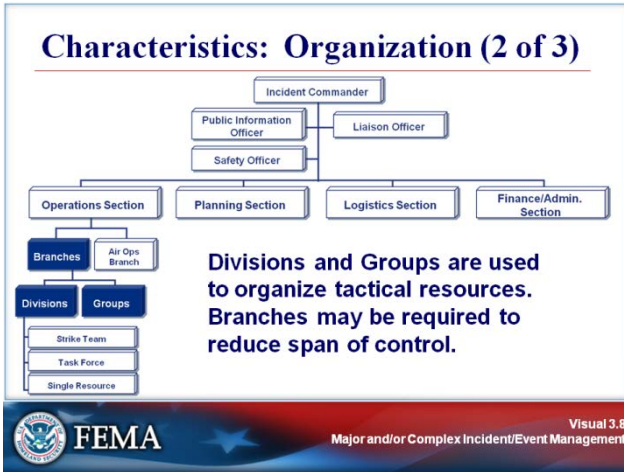 Characteristics: Organization (2 of 3)
Incident Commander
Public Information
Officer
Liaison Officer
Safety Officer
Operations Section
Planning Section
Logistics Section
Finance/Admin.
Section
Branches
Air Ops
Branch
Divisions
Groups
Strike Team
Task Force
Single Resource
Divisions and Groups are used
to organize tactical resources.
Branches may be required to
reduce span of control.
FEMA
Visual 3.8
Major and/or Complex Incident/Event Management